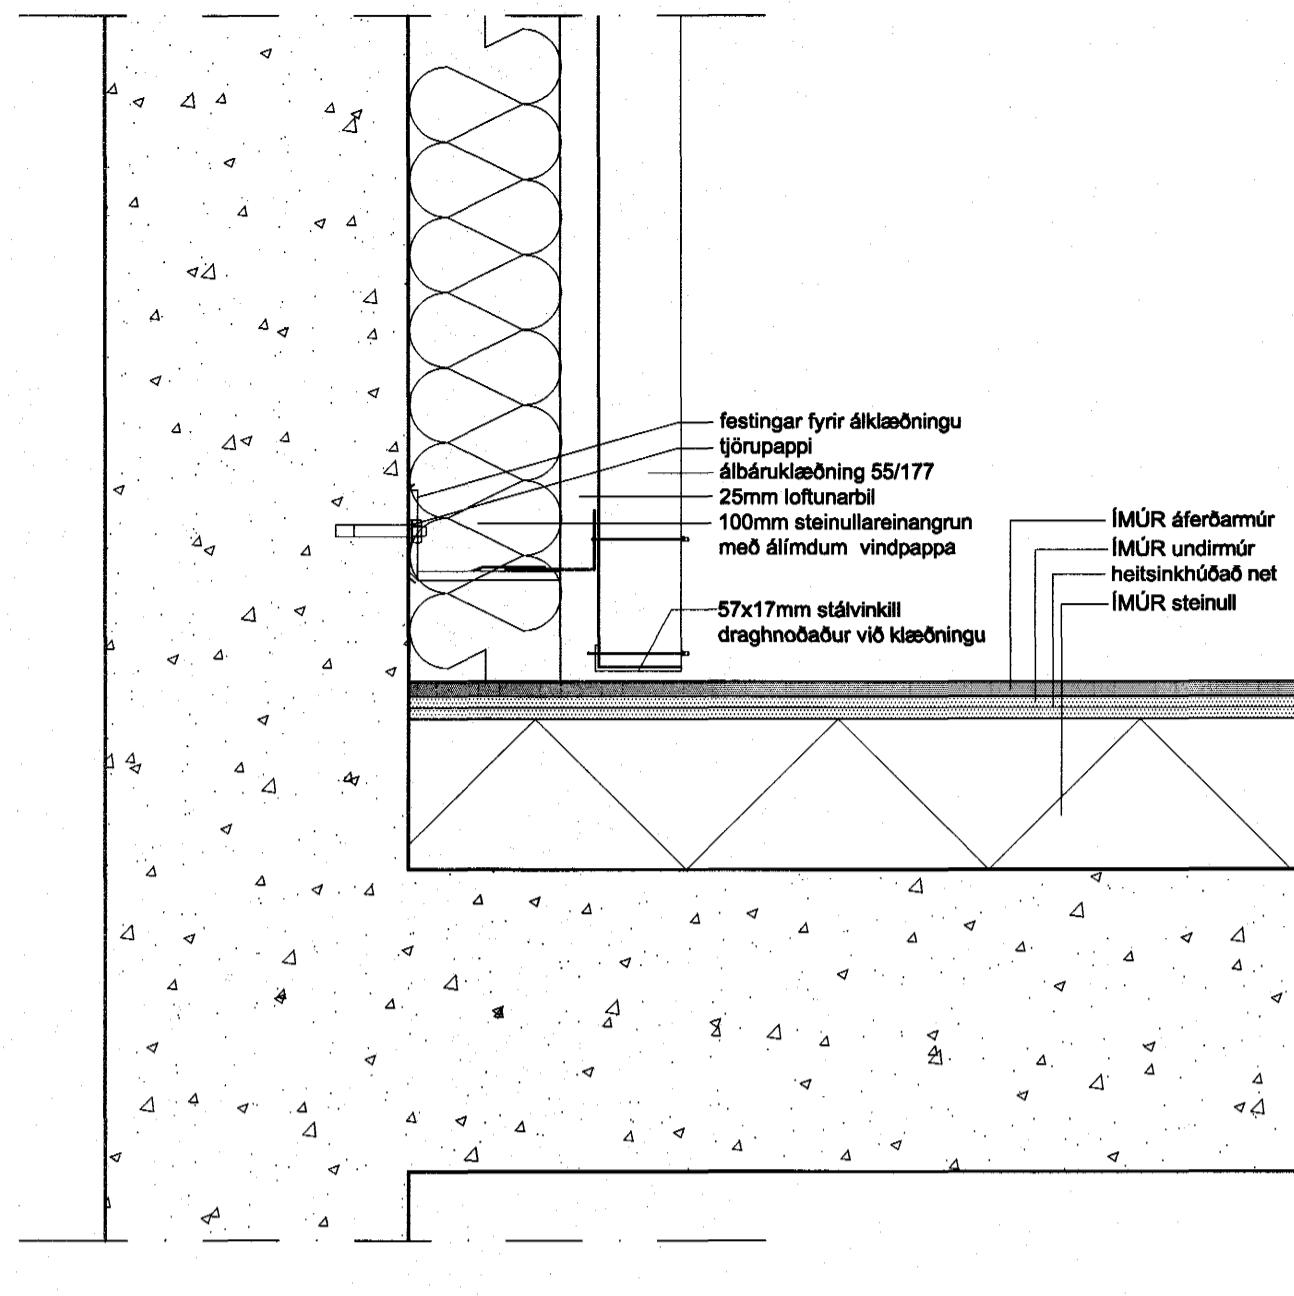 festingar fyrir álklæðningu
tjörupappi
álbáruklæðning 55/177
25mm loftunarbil
100mm steinullareinangrun
með álímdum vindpappa
57x17mm stálvinkill
draghnoðaður við klæðningu
ÍMÚR áferðarmúr
ÍMÚR undirmúr
heitsinkhúðað net
ÍMÚR steinull